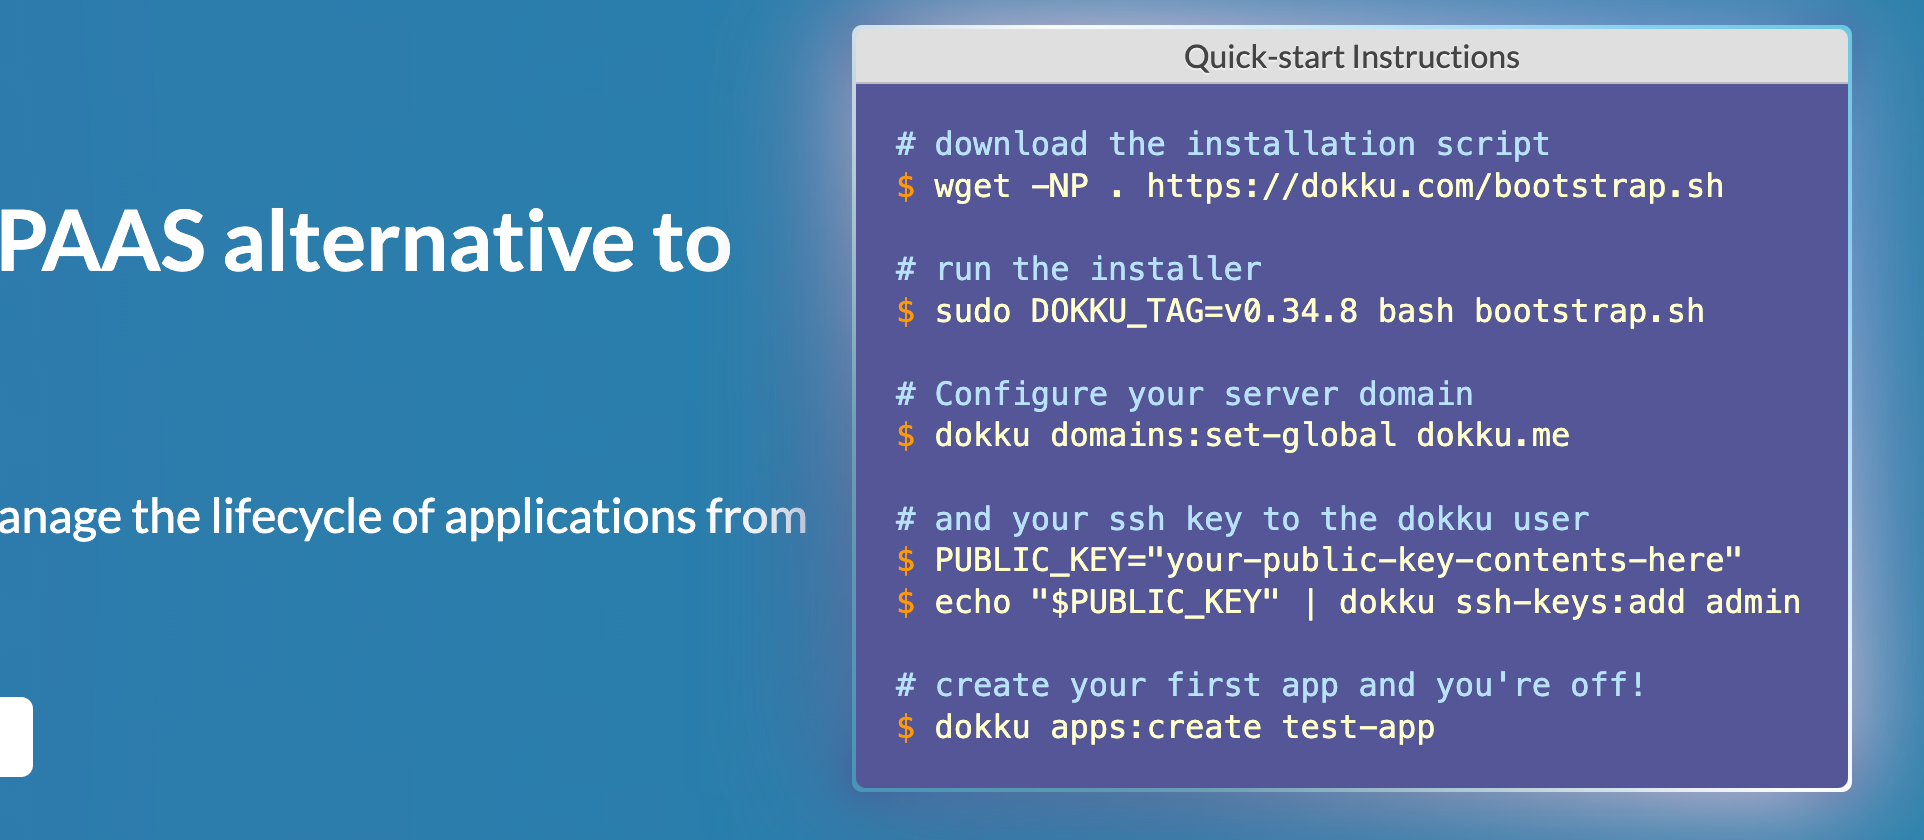 PAAS alternative to
anage the lifecycle of applications from
Quick-start Instructions
# download the installation script
$ wget -NP . https://dokku.com/bootstrap.sh
# run the installer
$ sudo DOKKU_TAG=v0.34.8 bash bootstrap.sh
# Configure your server domain
$ dokku domains:set-global dokku.me
# and your ssh key to the dokku user
$ PUBLIC_KEY="your-public-key-contents-here"
$ echo "$PUBLIC_KEY" | dokku ssh-keys:add admin
# create your first app and you're off!
$ dokku apps:create test-app